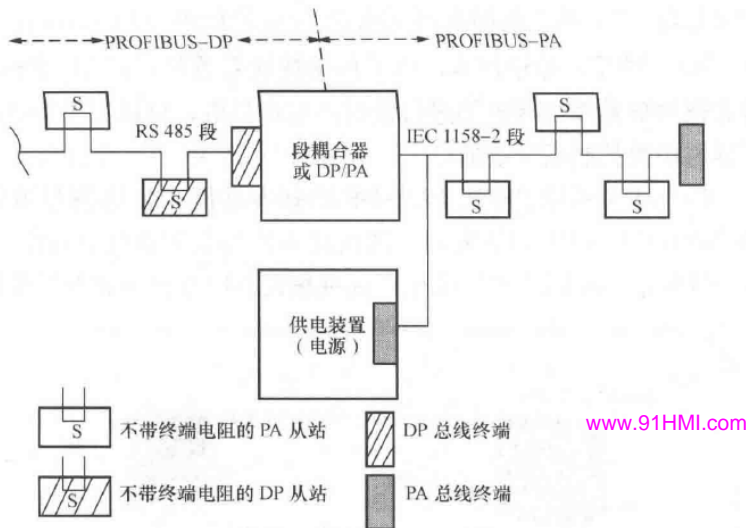 PROFIBUS-DP
PROFIBUS-PA
S
RS 485 段
S
段耦合器
或 DP/PA
IEC 1158-2 段
S
S
S
供电装置
(电源)
S
不带终端电阻的 PA 从站
DP 总线终端
S
不带终端电阻的 DP 从站
PA 总线终端
www.91HMI.com